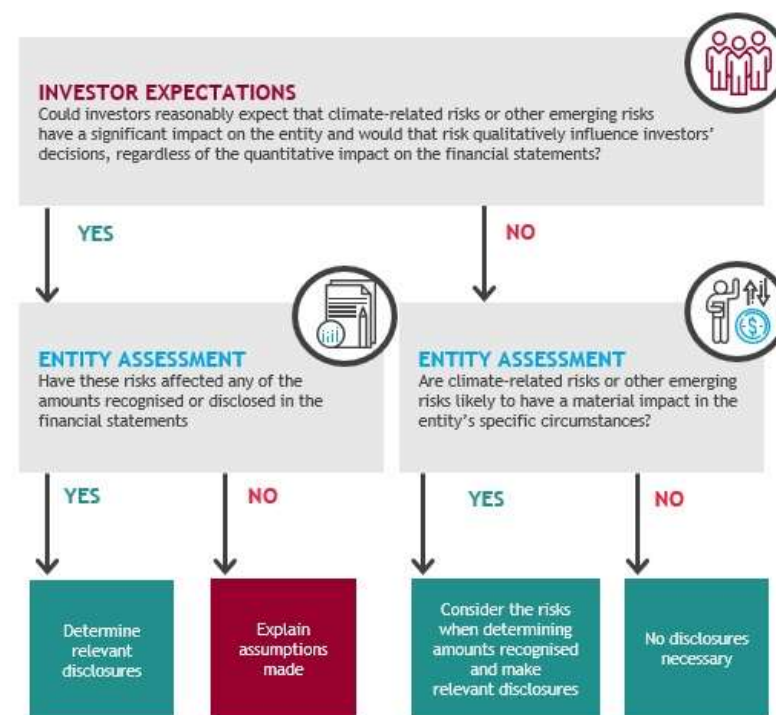 INVESTOR EXPECTATIONS
Could investors reasonably expect that climate-related risks or other emerging risks
have a significant impact on the entity and would that risk qualitatively influence investors'
decisions, regardless of the quantitative impact on the financial statements?
YES
NO
ENTITY ASSESSMENT
Have these risks affected any of the
amounts recognised or disclosed in the
financial statements
ENTITY ASSESSMENT
Are climate-related risks or other emerging
risks likely to have a material impact in the
entity's specific circumstances?
YES
NO
YES
NO
Determine
relevant
disclosures
Explain
assumptions
made
Consider the risks
when determining
amounts recognised
and make
relevant disclosures
No disclosures
necessary